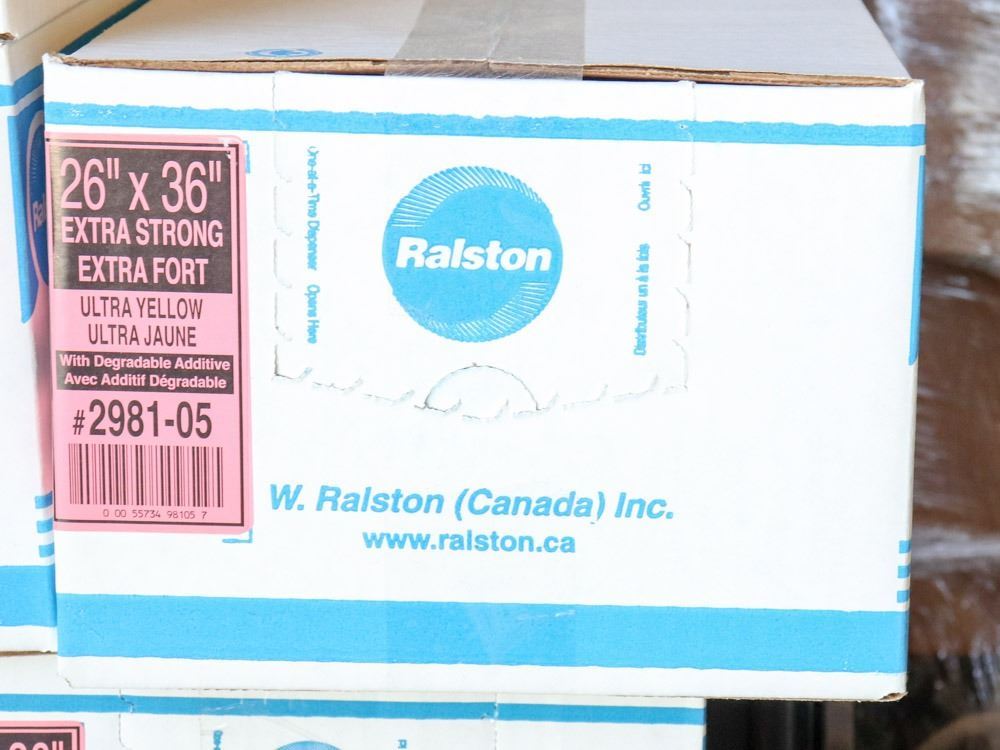 26" x 36"
EXTRA STRONG
EXTRA FORT
ULTRA YELLOW
ULTRA JAUNE
With Degradable Additive
Avec Additif Dégradable
#2981-05
0 00 55734 98105 7
One-at-a-Time Dispenser Opens Here
Ralston
Distributeur un à la fois Ouvrir ici
W. Ralston (Canada) Inc.
www.ralston.ca